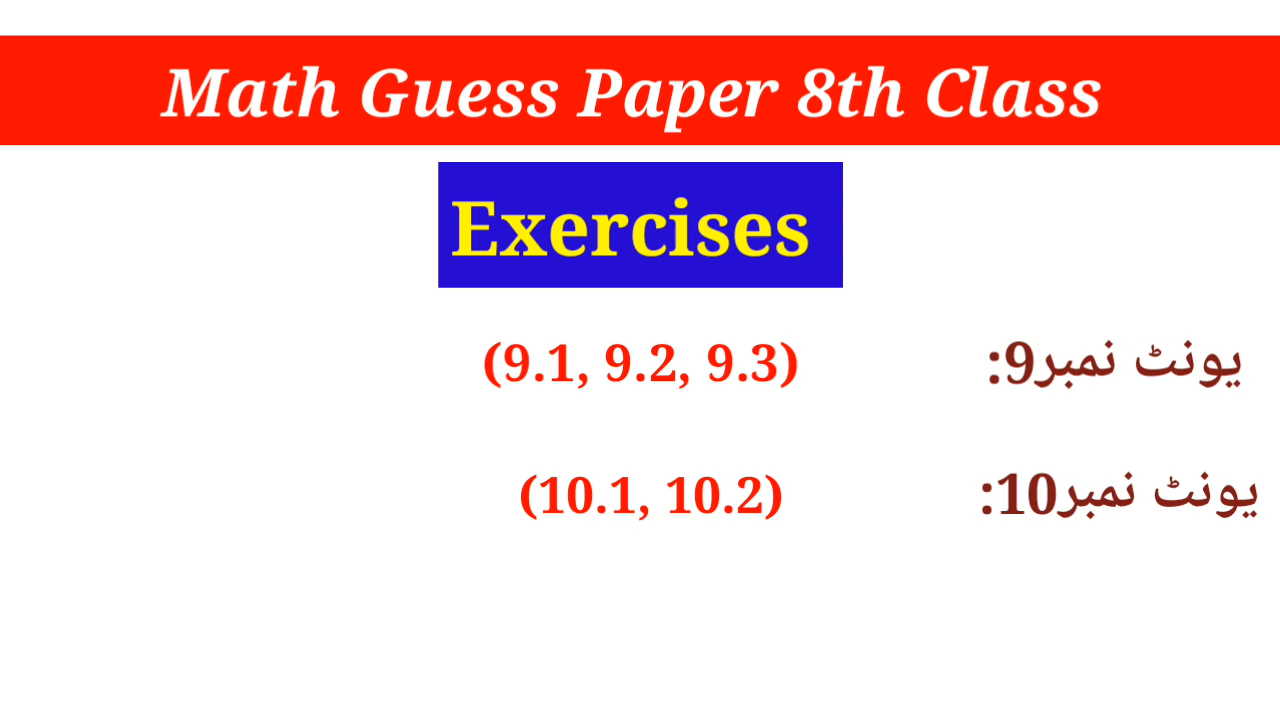 Math Guess Paper 8th Class
Exercises
یونٹ نمبر9: (9.1, 9.2, 9.3)
یونٹ نمبر10: (10.1, 10.2)